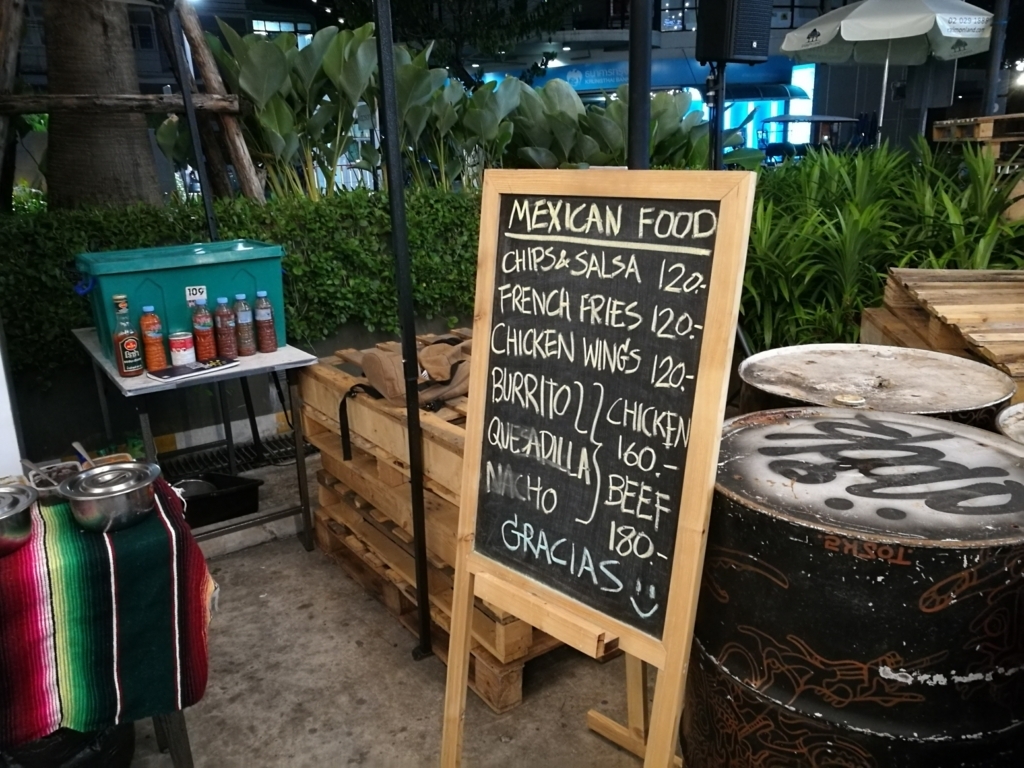 MEXICAN FOOD
CHIPS & SALSA 120.-
FRENCH FRIES 120.-
CHICKEN WINGS 120.-
BURRITO
QUESADILLA
NACHO
CHICKEN
160.-
BEEF
180.-
GRACIAS
109